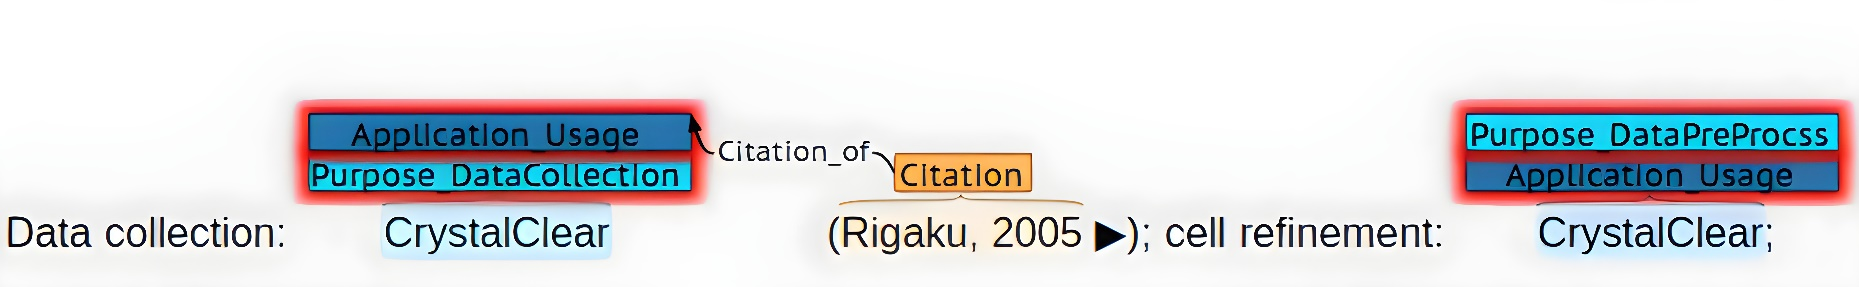 Application_Usage
Purpose_DataCollection
Citation_of
Citation
Purpose_DataPreProcss
Application_Usage
Data collection: CrystalClear (Rigaku, 2005 ▶); cell refinement: CrystalClear;